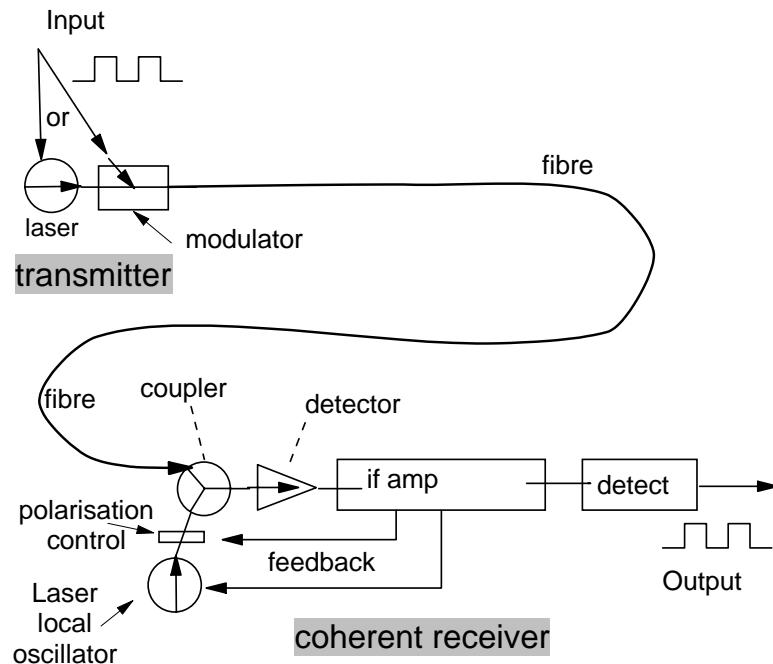 Input
or
fibre
laser
modulator
transmitter
coupler
fibre
detector
if amp
detect
polarisation
control
feedback
Output
Laser
local
oscillator
coherent receiver